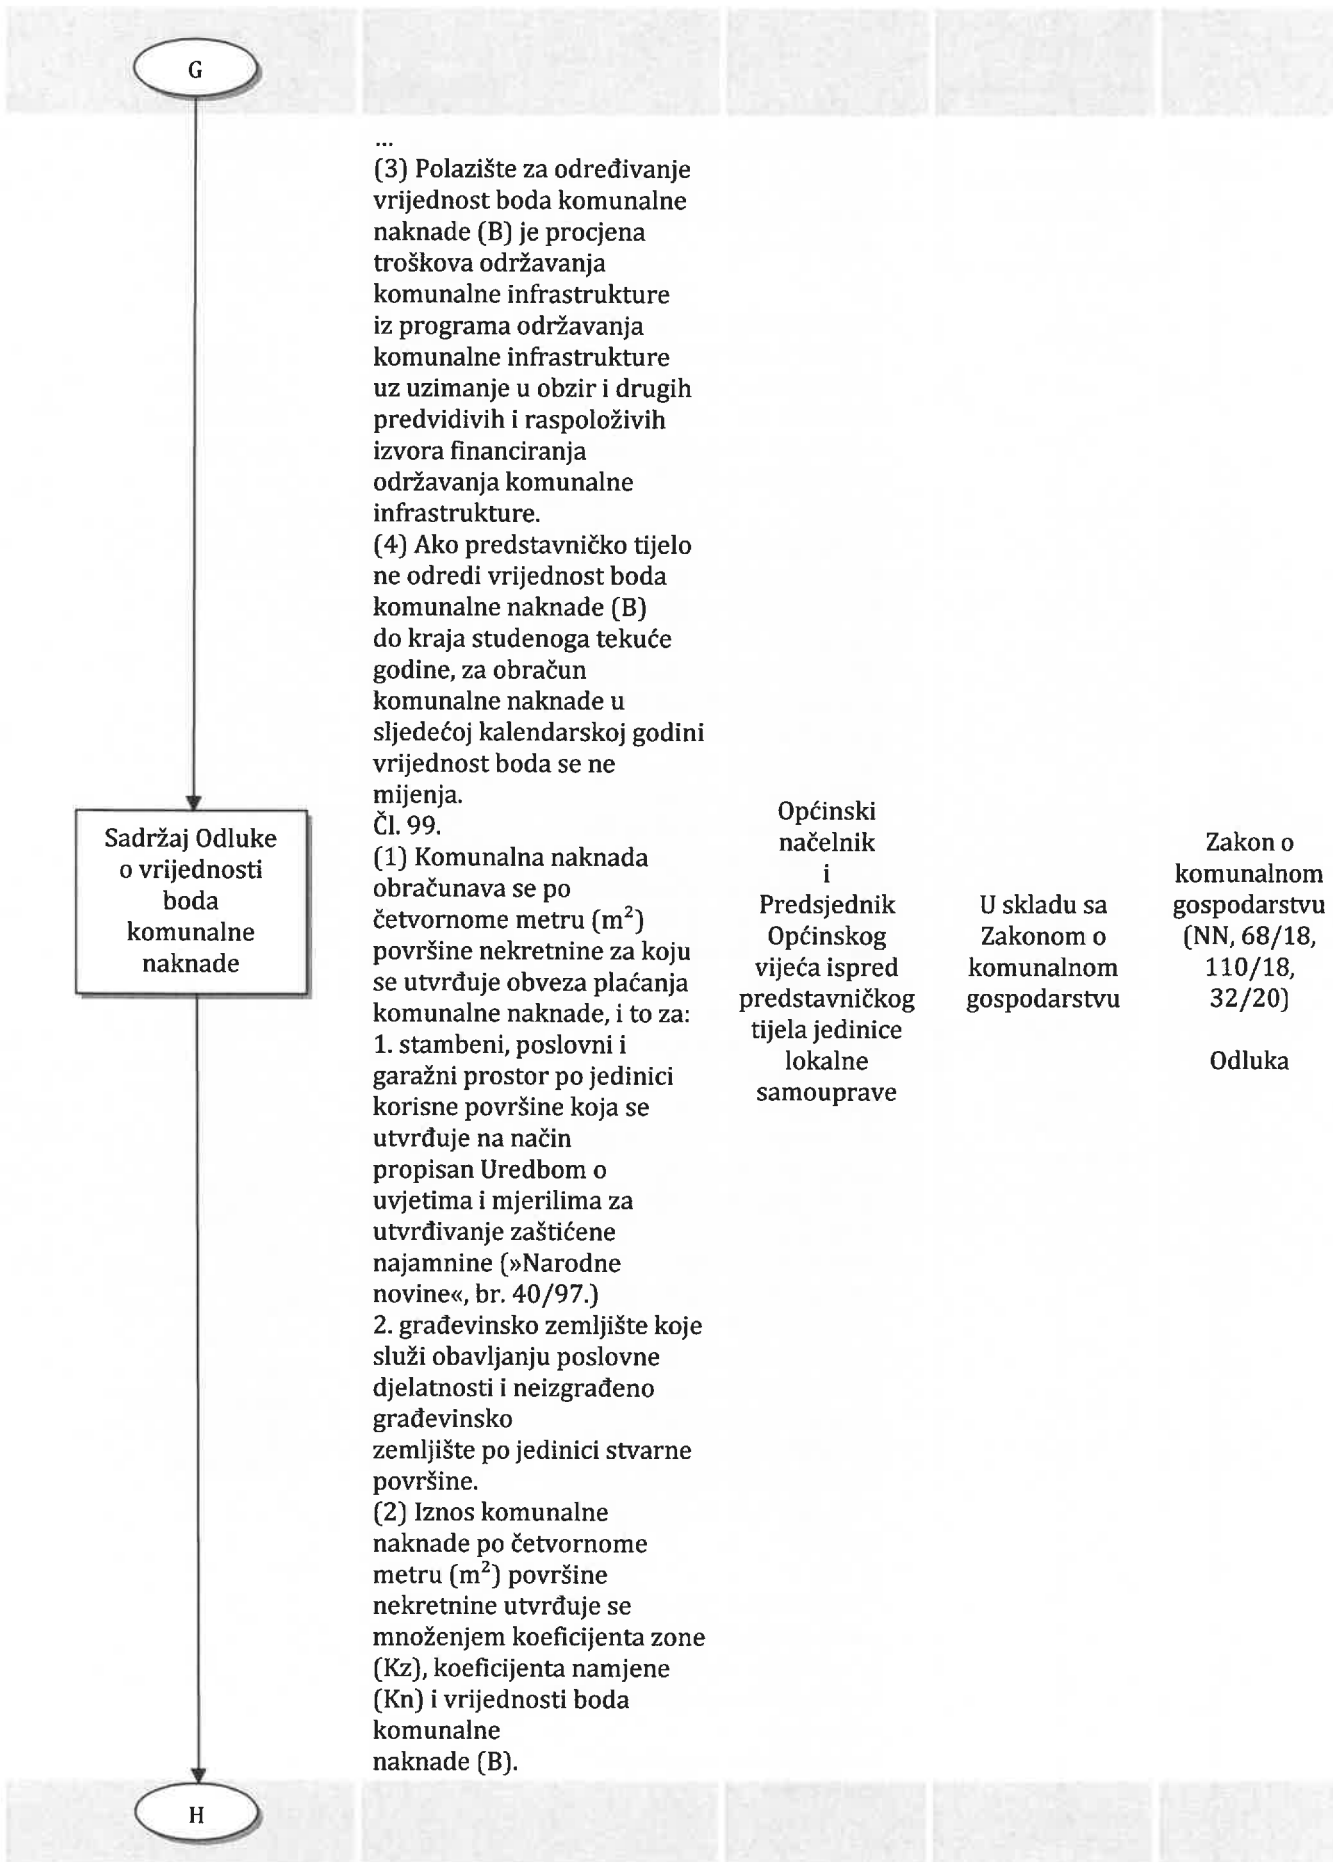 G
...
(3) Polazište za određivanje
vrijednost boda komunalne
naknade (B) je procjena
troškova održavanja
komunalne infrastrukture
iz programa održavanja
komunalne infrastrukture
uz uzimanje u obzir i drugih
predvidivih i raspoloživih
izvora financiranja
održavanja komunalne
infrastrukture.
(4) Ako predstavničko tijelo
ne odredi vrijednost boda
komunalne naknade (B)
do kraja studenoga tekuće
godine, za obračun
komunalne naknade u
sljedećoj kalendarskoj godini
vrijednost boda se ne
mijenja.
Čl. 99.
(1) Komunalna naknada
obračunava se po
četvornome metru (m²)
površine nekretnine za koju
se utvrđuje obveza plaćanja
komunalne naknade, i to za:
1. stambeni, poslovni i
garažni prostor po jedinici
korisne površine koja se
utvrđuje na način
propisan Uredbom o
uvjetima i mjerilima za
utvrđivanje zaštićene
najamnine (»Narodne
novine«, br. 40/97.)
2. građevinsko zemljište koje
služi obavljanju poslovne
djelatnosti i neizgrađeno
građevinsko
zemljište po jedinici stvarne
površine.
(2) Iznos komunalne
naknade po četvornome
metru (m²) površine
nekretnine utvrđuje se
množenjem koeficijenta zone
(Kz), koeficijenta namjene
(Kn) i vrijednosti boda
komunalne
naknade (B).
Sadržaj Odluke
o vrijednosti
boda
komunalne
naknade
Općinski
načelnik
i
Predsjednik
Općinskog
vijeća ispred
predstavničkog
tijela jedinice
lokalne
samouprave
U skladu sa
Zakonom o
komunalnom
gospodarstvu
Zakon o
komunalnom
gospodarstvu
(NN, 68/18,
110/18,
32/20)
Odluka
H